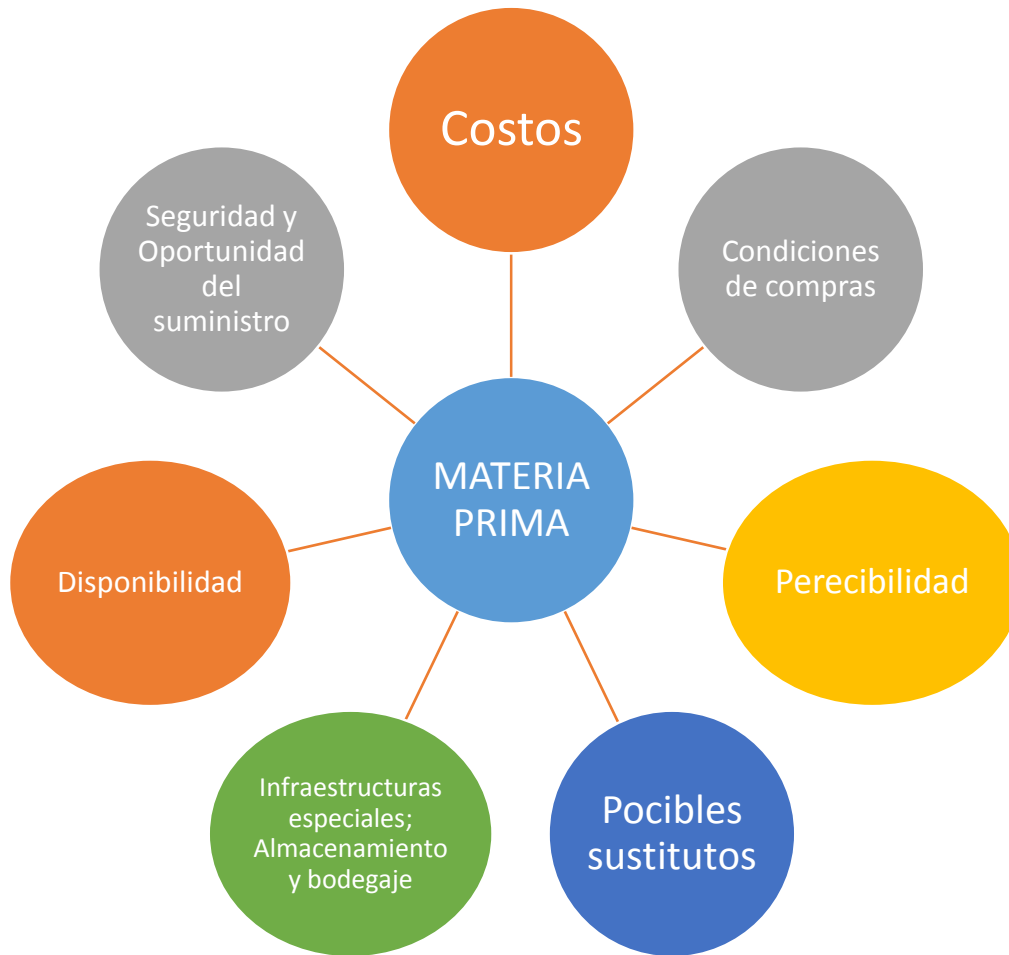 Costos
Seguridad y
Oportunidad
del
suministro
Condiciones
de compras
MATERIA
PRIMA
Disponibilidad
Perecibilidad
Infraestructuras
especiales;
Almacenamiento
y bodegaje
Pocibles
sustitutos